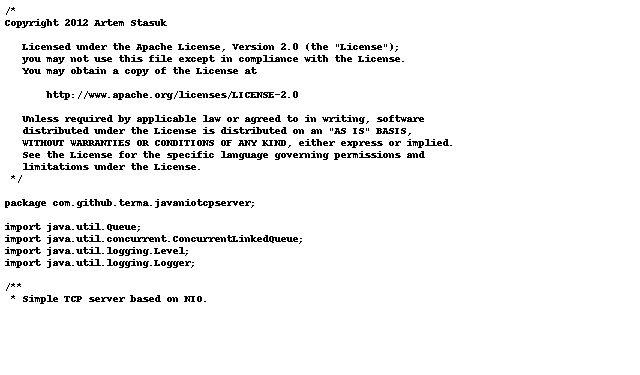 /*
Copyright 2012 Artem Stasuk

   Licensed under the Apache License, Version 2.0 (the "License");
   you may not use this file except in compliance with the License.
   You may obtain a copy of the License at

       http://www.apache.org/licenses/LICENSE-2.0

   Unless required by applicable law or agreed to in writing, software
   distributed under the License is distributed on an "AS IS" BASIS,
   WITHOUT WARRANTIES OR CONDITIONS OF ANY KIND, either express or implied.
   See the License for the specific language governing permissions and
   limitations under the License.
 */

package com.github.terma.javaniotcpserver;

import java.util.Queue;
import java.util.concurrent.ConcurrentLinkedQueue;
import java.util.logging.Level;
import java.util.logging.Logger;

/**
 * Simple TCP server based on NIO.